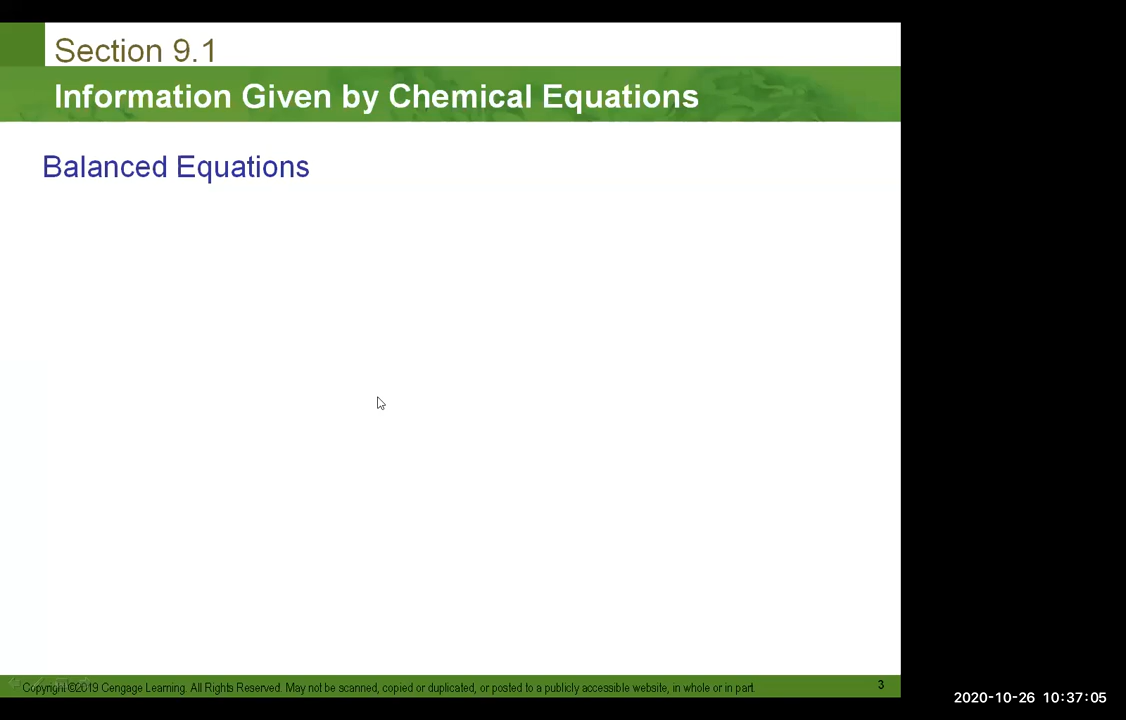 Section 9.1
Information Given by Chemical Equations
Balanced Equations
Copyright ©2019 Cengage Learning. All Rights Reserved. May not be scanned, copied or duplicated, or posted to a publicly accessible website, in whole or in part.
3
2020-10-26 10:37:05